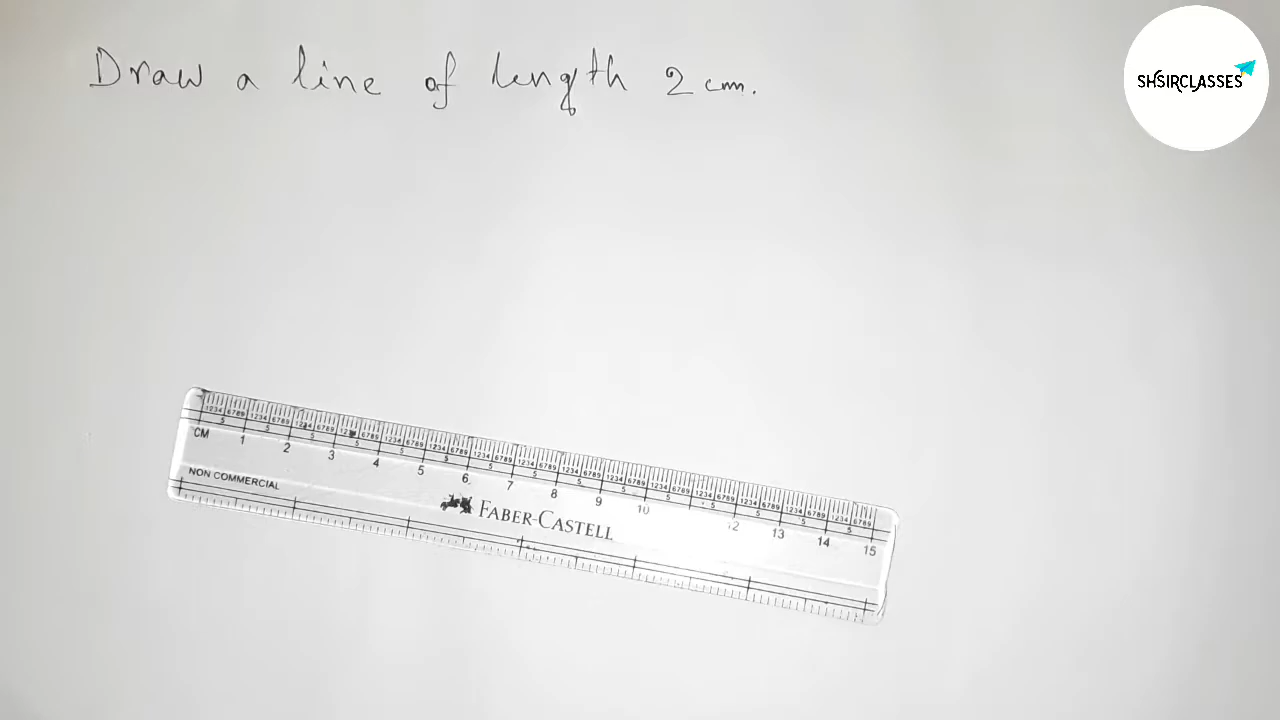 Draw a line of length 2 cm.
SHSIRCLASSES
CM 1 2 3 4 5 6 7 8 9 10 12 13 14 15
NON COMMERCIAL
FABER-CASTELL